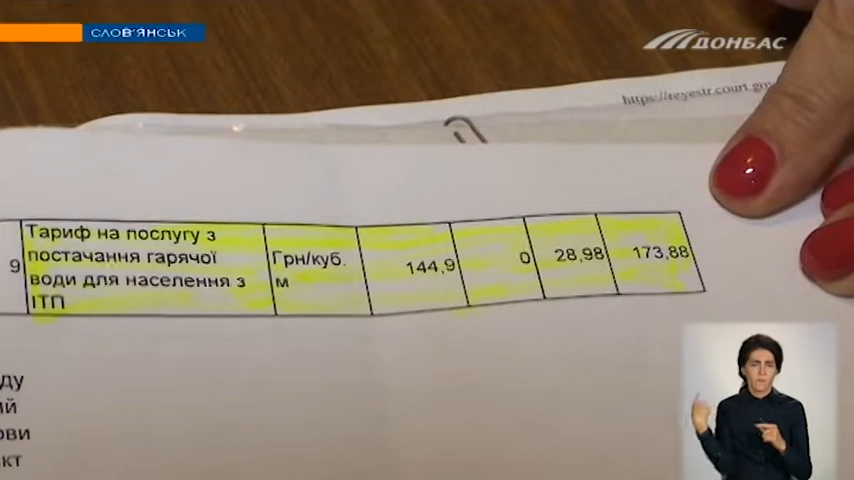 СЛОВ'ЯНСЬК
ДОНБАС
https://reyestr.court.gov
9
Тариф на послугу з
постачання гарячої
води для населення з
ІТП
Грн/куб.
м
144,9
0
28,98
173,88
ду
ий
ови
кт